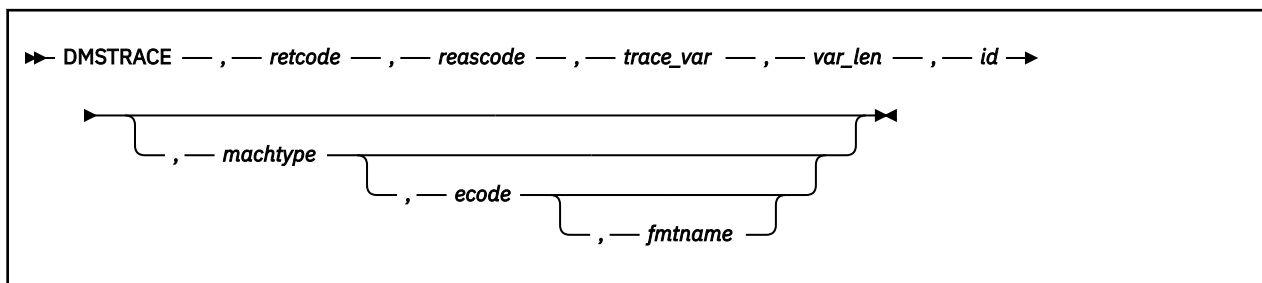 DMSTRACE , retcode , reascode , trace_var , var_len , id
, machtype
, ecode
, fmtname